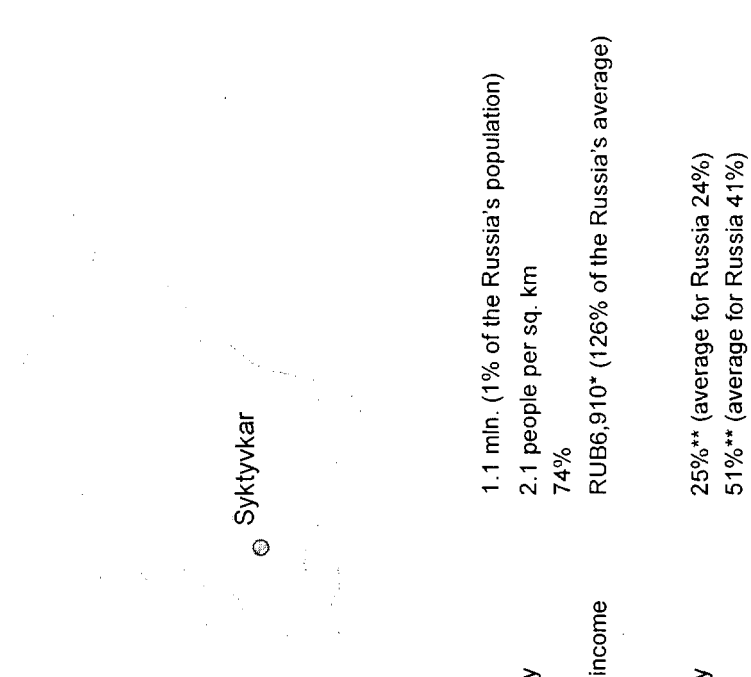 Syktyvkar
1.1 mln. (1% of the Russia's population)
2.1 people per sq. km
74%
income RUB6,910* (126% of the Russia's average)
25%** (average for Russia 24%)
51%** (average for Russia 41%)